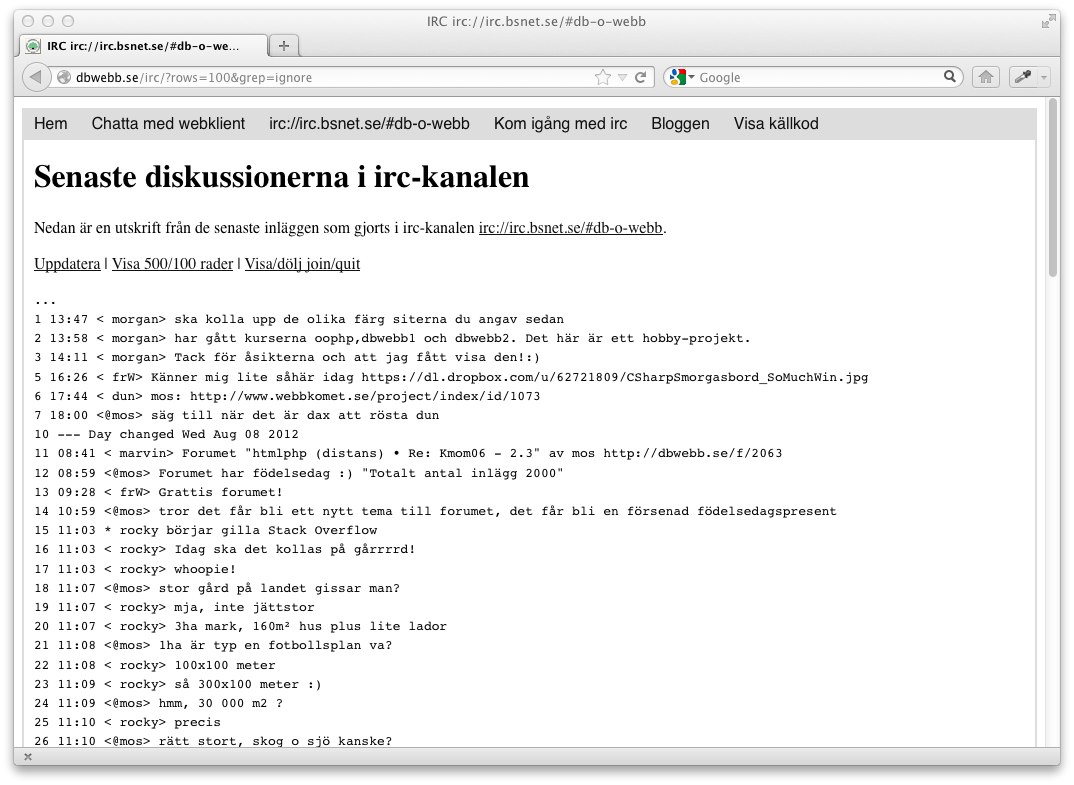 IRC irc://irc.bsnet.se/#db-o-webb
IRC irc://irc.bsnet.se/#db-o-we...
dbwebb.se/irc/?rows=100&grep=ignore
Google
Hem Chatta med webklient irc://irc.bsnet.se/#db-o-webb Kom igång med irc Bloggen Visa källkod
Senaste diskussionerna i irc-kanalen
Nedan är en utskrift från de senaste inläggen som gjorts i irc-kanalen irc://irc.bsnet.se/#db-o-webb.
Uppdatera | Visa 500/100 rader | Visa/dölj join/quit
...
1 13:47 < morgan> ska kolla upp de olika färg siterna du angav sedan
2 13:58 < morgan> har gått kurserna oophp,dbwebb1 och dbwebb2. Det här är ett hobby-projekt.
3 14:11 < morgan> Tack för åsikterna och att jag fått visa den!:)
5 16:26 < frW> Känner mig lite såhär idag https://dl.dropbox.com/u/62721809/CSharpSmorgasbord_SoMuchWin.jpg
6 17:44 < dun> mos: http://www.webbkomet.se/project/index/id/1073
7 18:00 <@mos> säg till när det är dax att rösta dun
10 --- Day changed Wed Aug 08 2012
11 08:41 < marvin> Forumet "htmlphp (distans) • Re: Kmom06 - 2.3" av mos http://dbwebb.se/f/2063
12 08:59 <@mos> Forumet har födelsedag :) "Totalt antal inlägg 2000"
13 09:28 < frW> Grattis forumet!
14 10:59 <@mos> tror det får bli ett nytt tema till forumet, det får bli en försenad födelsedagspresent
15 11:03 * rocky börjar gilla Stack Overflow
16 11:03 < rocky> Idag ska det kollas på gårrrrd!
17 11:03 < rocky> whoopie!
18 11:07 <@mos> stor gård på landet gissar man?
19 11:07 < rocky> mja, inte jättstor
20 11:07 < rocky> 3ha mark, 160m² hus plus lite lador
21 11:08 <@mos> 1ha är typ en fotbollsplan va?
22 11:08 < rocky> 100x100 meter
23 11:09 < rocky> så 300x100 meter :)
24 11:09 <@mos> hmm, 30 000 m2 ?
25 11:10 < rocky> precis
26 11:10 <@mos> rätt stort, skog o sjö kanske?